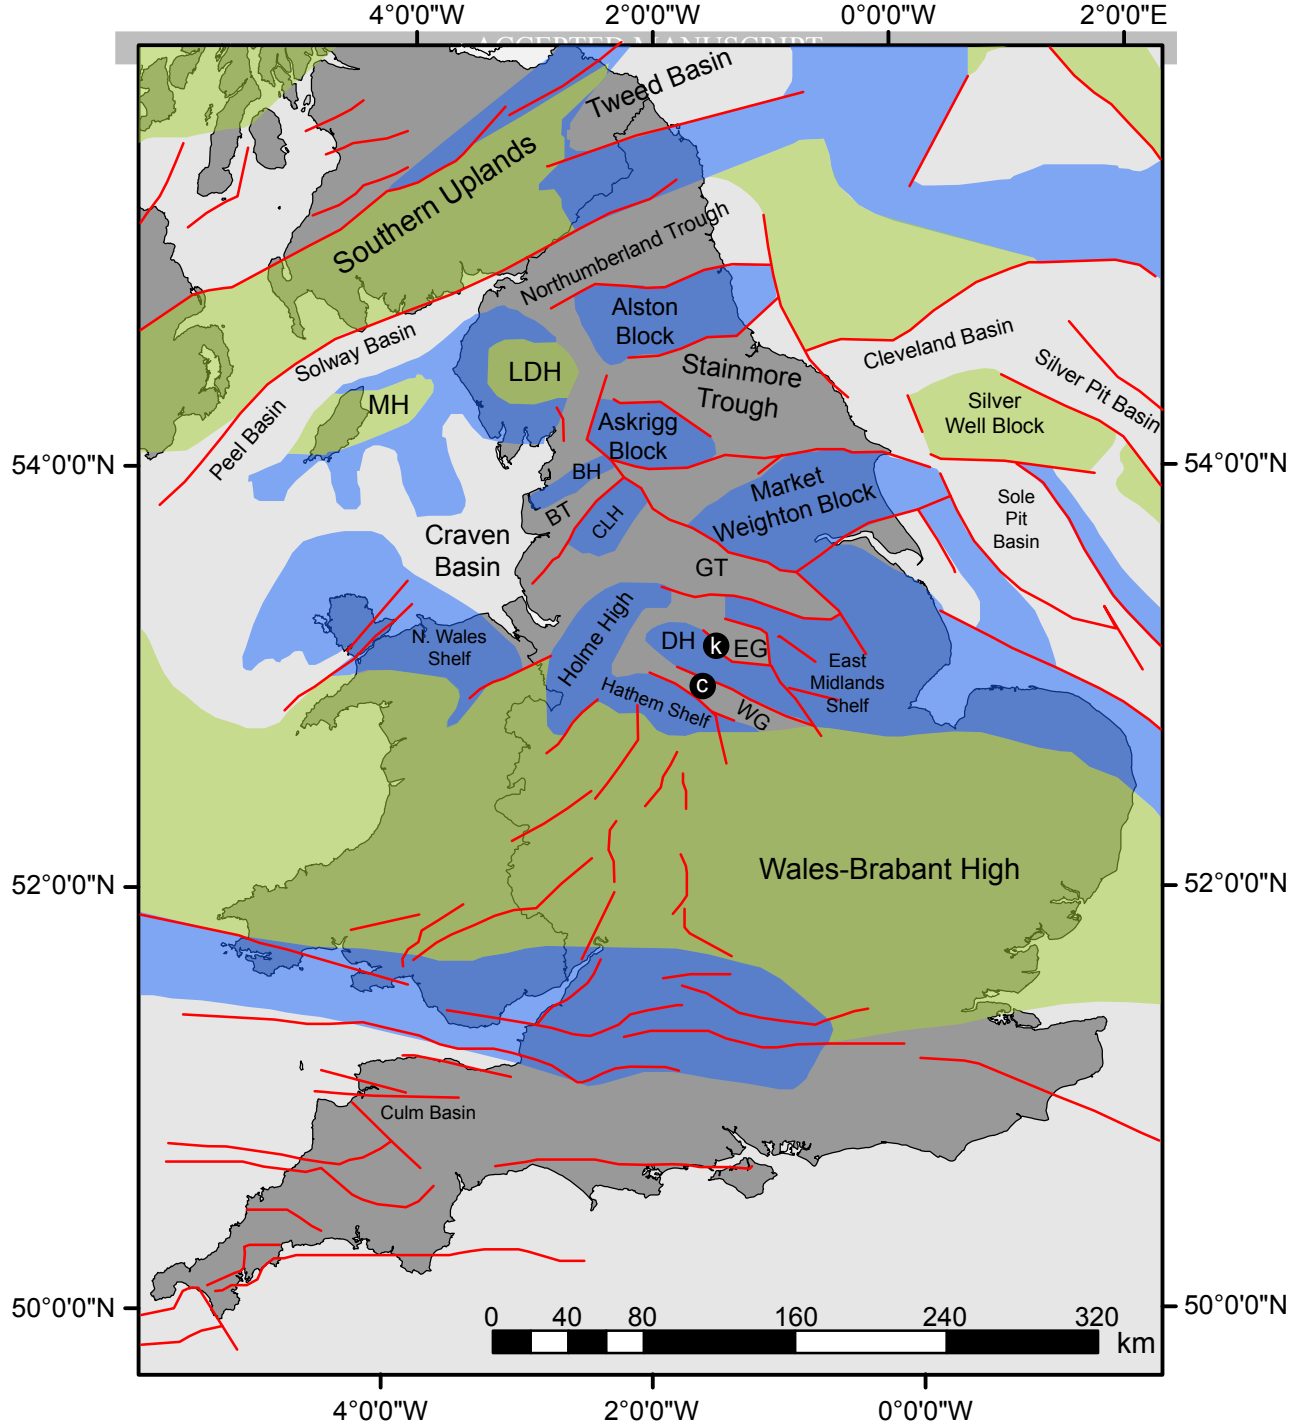 4°0'0"W 2°0'0"W 0°0'0"W 2°0'0"E
ACCEPTED MANUSCRIPT
Tweed Basin
Southern Uplands
Northumberland Trough
Alston
Block
Solway Basin
Cleveland Basin
LDH
Stainmore
Trough
Silver Pit Basin
MH
Silver
Well Block
Peel Basin
Askrigg
Block
54°0'0"N
54°0'0"N
BH
Market
Weighton Block
BT
CLH
Sole
Pit
Basin
Craven
Basin
GT
Holme High
N. Wales
Shelf
DH
k
EG
East
Midlands
Shelf
c
Hathem Shelf
WG
Wales-Brabant High
52°0'0"N
52°0'0"N
Culm Basin
50°0'0"N
50°0'0"N
0 40 80 160 240 320
km
4°0'0"W 2°0'0"W 0°0'0"W